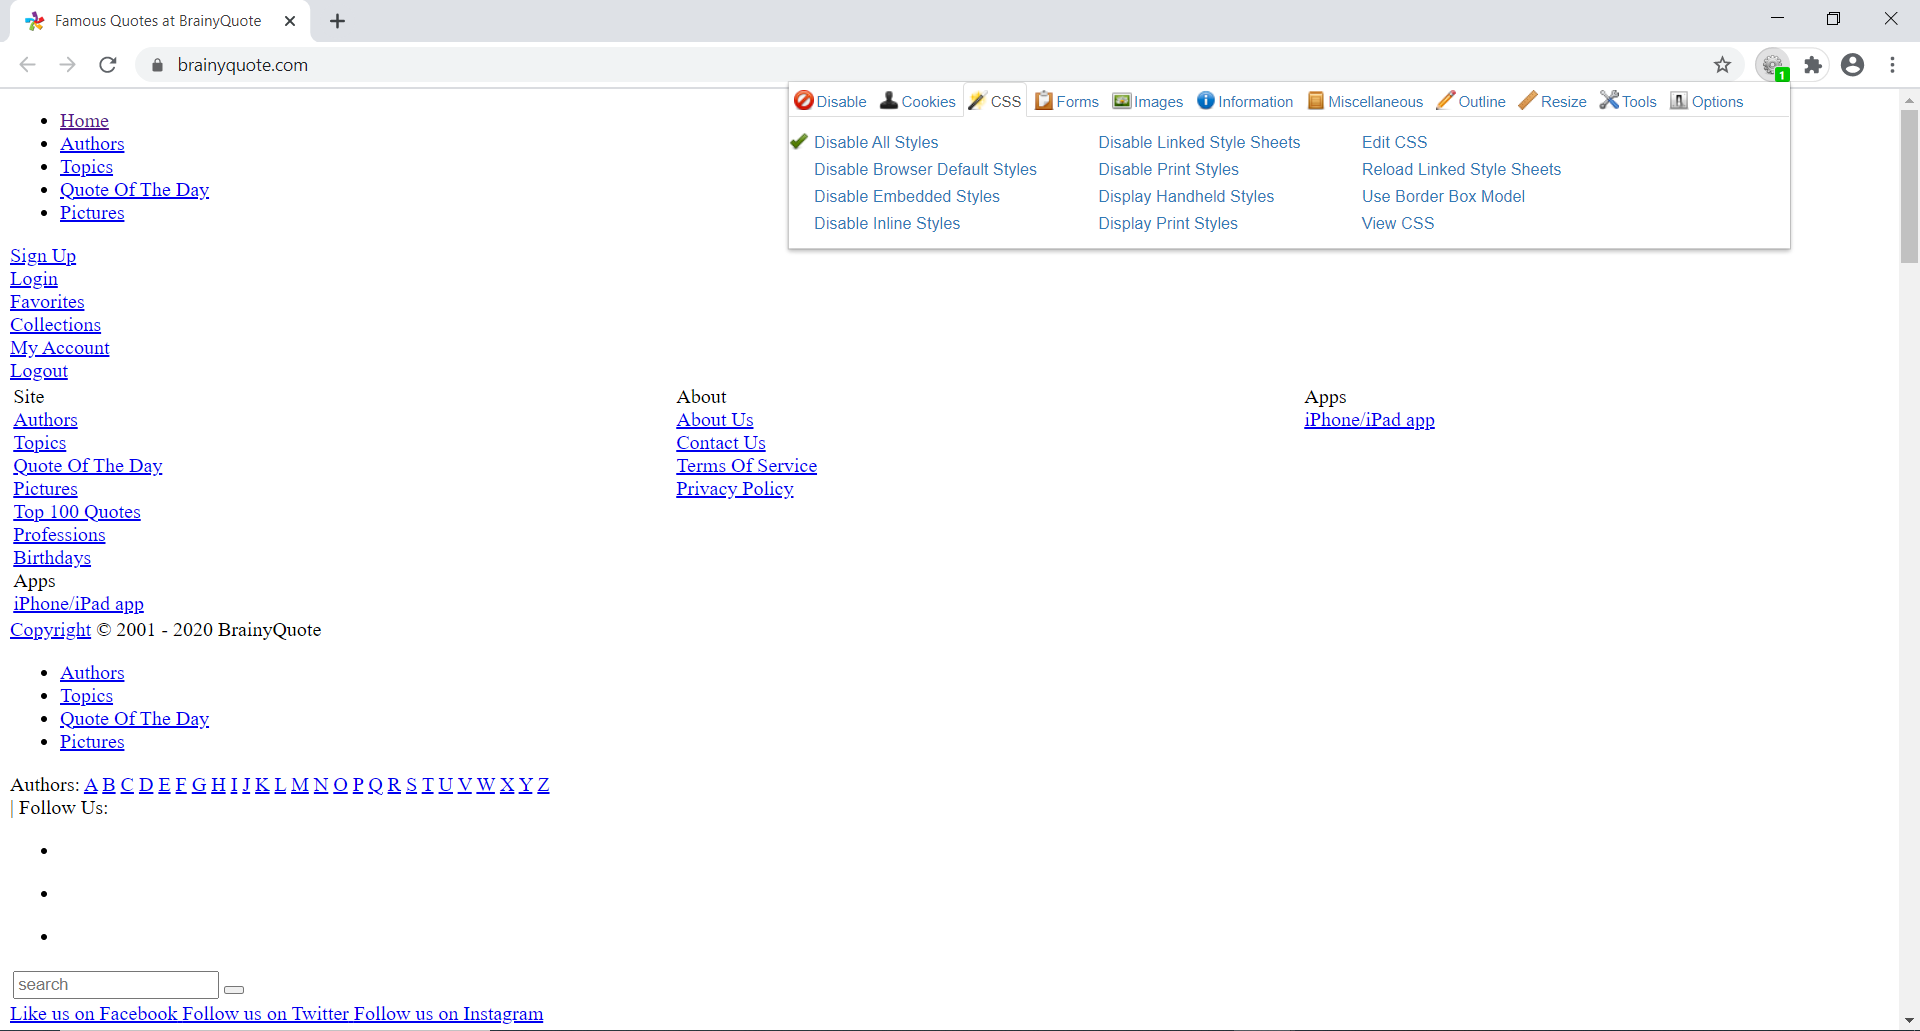 Famous Quotes at BrainyQuote
brainyquote.com
1
Disable Cookies CSS Forms Images Information Miscellaneous Outline Resize Tools Options
Disable All Styles Disable Linked Style Sheets Edit CSS
Disable Browser Default Styles Disable Print Styles Reload Linked Style Sheets
Disable Embedded Styles Display Handheld Styles Use Border Box Model
Disable Inline Styles Display Print Styles View CSS
Home
Authors
Topics
Quote Of The Day
Pictures
Sign Up
Login
Favorites
Collections
My Account
Logout
Site
Authors
Topics
Quote Of The Day
Pictures
Top 100 Quotes
Professions
Birthdays
Apps
iPhone/iPad app
About
About Us
Contact Us
Terms Of Service
Privacy Policy
Apps
iPhone/iPad app
Copyright © 2001 - 2020 BrainyQuote
Authors
Topics
Quote Of The Day
Pictures
Authors: A B C D E F G H I J K L M N O P Q R S T U V W X Y Z
| Follow Us:
search
Like us on Facebook Follow us on Twitter Follow us on Instagram